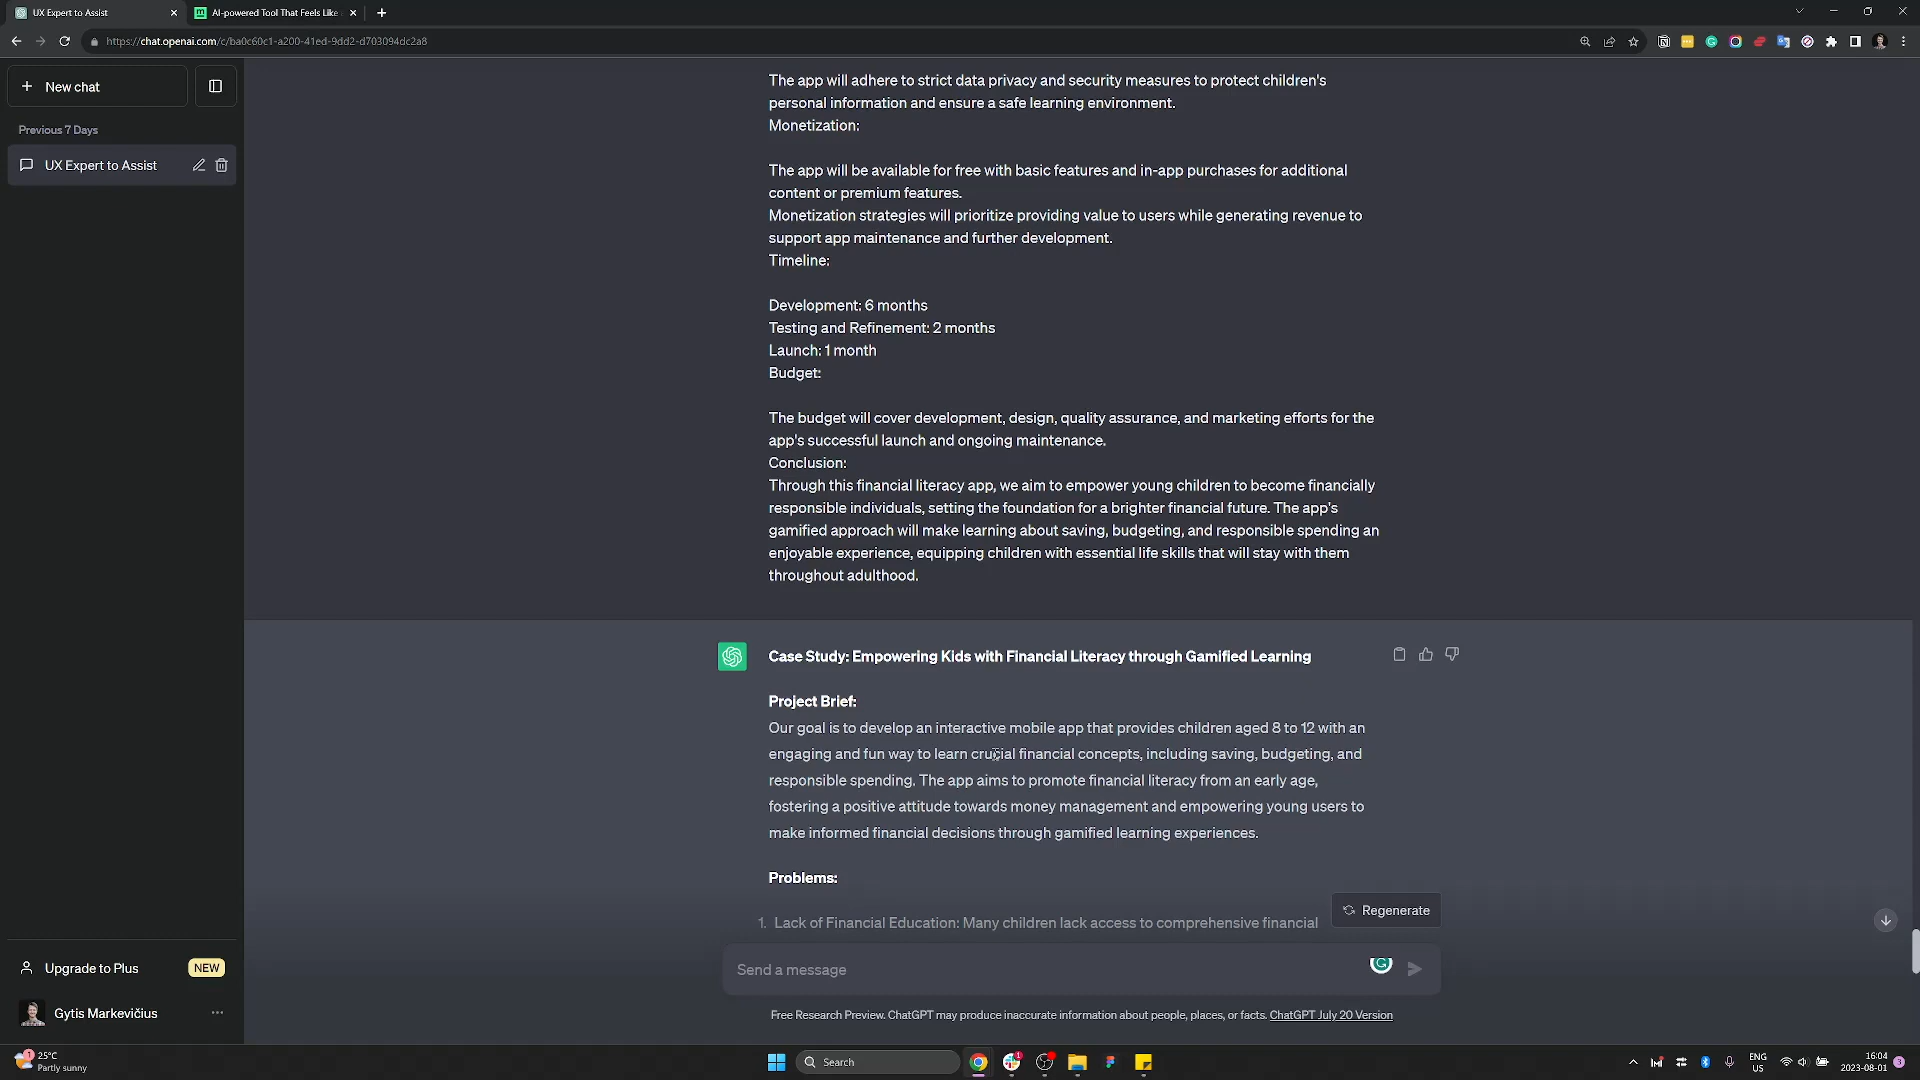 UX Expert to Assist
AI-powered Tool That Feels Like
https://chat.openai.com/c/ba0c60c1-a200-41ed-9dd2-d703094dc2a8
New chat
Previous 7 Days
UX Expert to Assist
The app will adhere to strict data privacy and security measures to protect children's
personal information and ensure a safe learning environment.
Monetization:
The app will be available for free with basic features and in-app purchases for additional
content or premium features.
Monetization strategies will prioritize providing value to users while generating revenue to
support app maintenance and further development.
Timeline:
Development: 6 months
Testing and Refinement: 2 months
Launch: 1 month
Budget:
The budget will cover development, design, quality assurance, and marketing efforts for the
app's successful launch and ongoing maintenance.
Conclusion:
Through this financial literacy app, we aim to empower young children to become financially
responsible individuals, setting the foundation for a brighter financial future. The app's
gamified approach will make learning about saving, budgeting, and responsible spending an
enjoyable experience, equipping children with essential life skills that will stay with them
throughout adulthood.
Case Study: Empowering Kids with Financial Literacy through Gamified Learning
Project Brief:
Our goal is to develop an interactive mobile app that provides children aged 8 to 12 with an
engaging and fun way to learn crucial financial concepts, including saving, budgeting, and
responsible spending. The app aims to promote financial literacy from an early age,
fostering a positive attitude towards money management and empowering young users to
make informed financial decisions through gamified learning experiences.
Problems:
1. Lack of Financial Education: Many children lack access to comprehensive financial
Regenerate
Send a message
Free Research Preview. ChatGPT may produce inaccurate information about people, places, or facts. ChatGPT July 20 Version
Upgrade to Plus NEW
Gytis Markevičius
25°C
Partly sunny
Search
ENG
US
16:04
2023-08-01
3